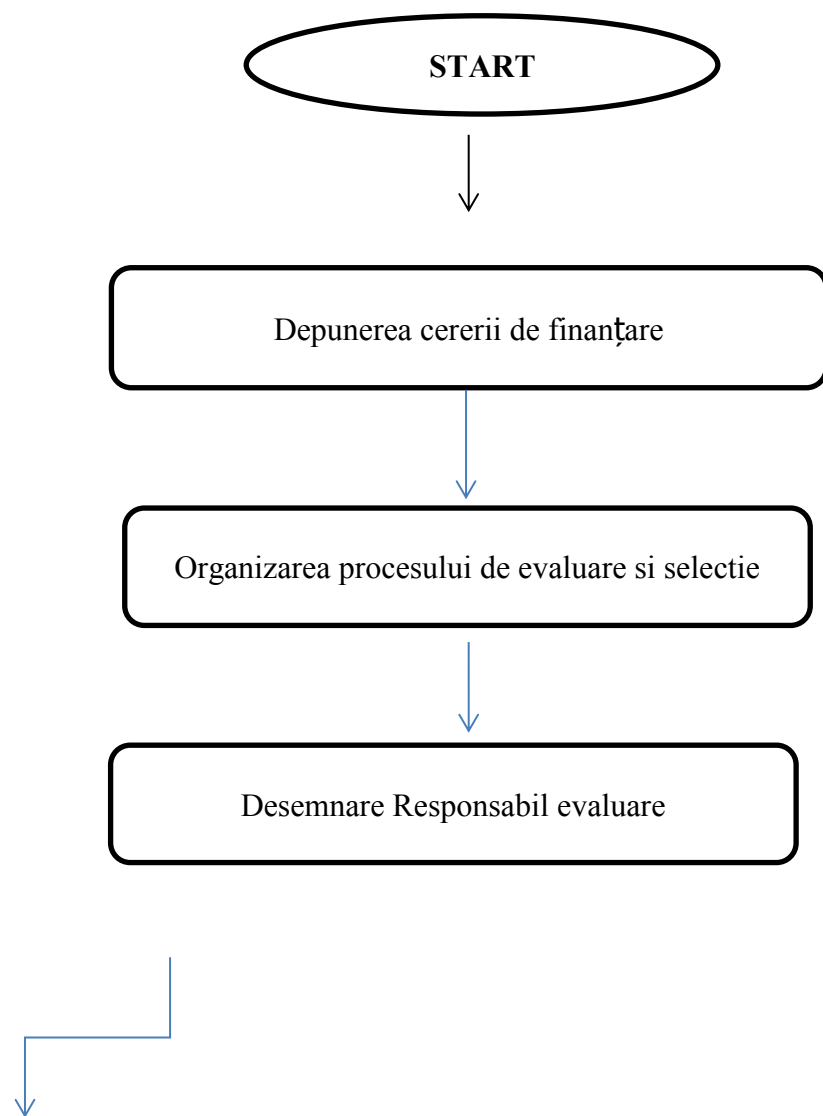 START
Depunerea cererii de finanțare
Organizarea procesului de evaluare si selectie
Desemnare Responsabil evaluare